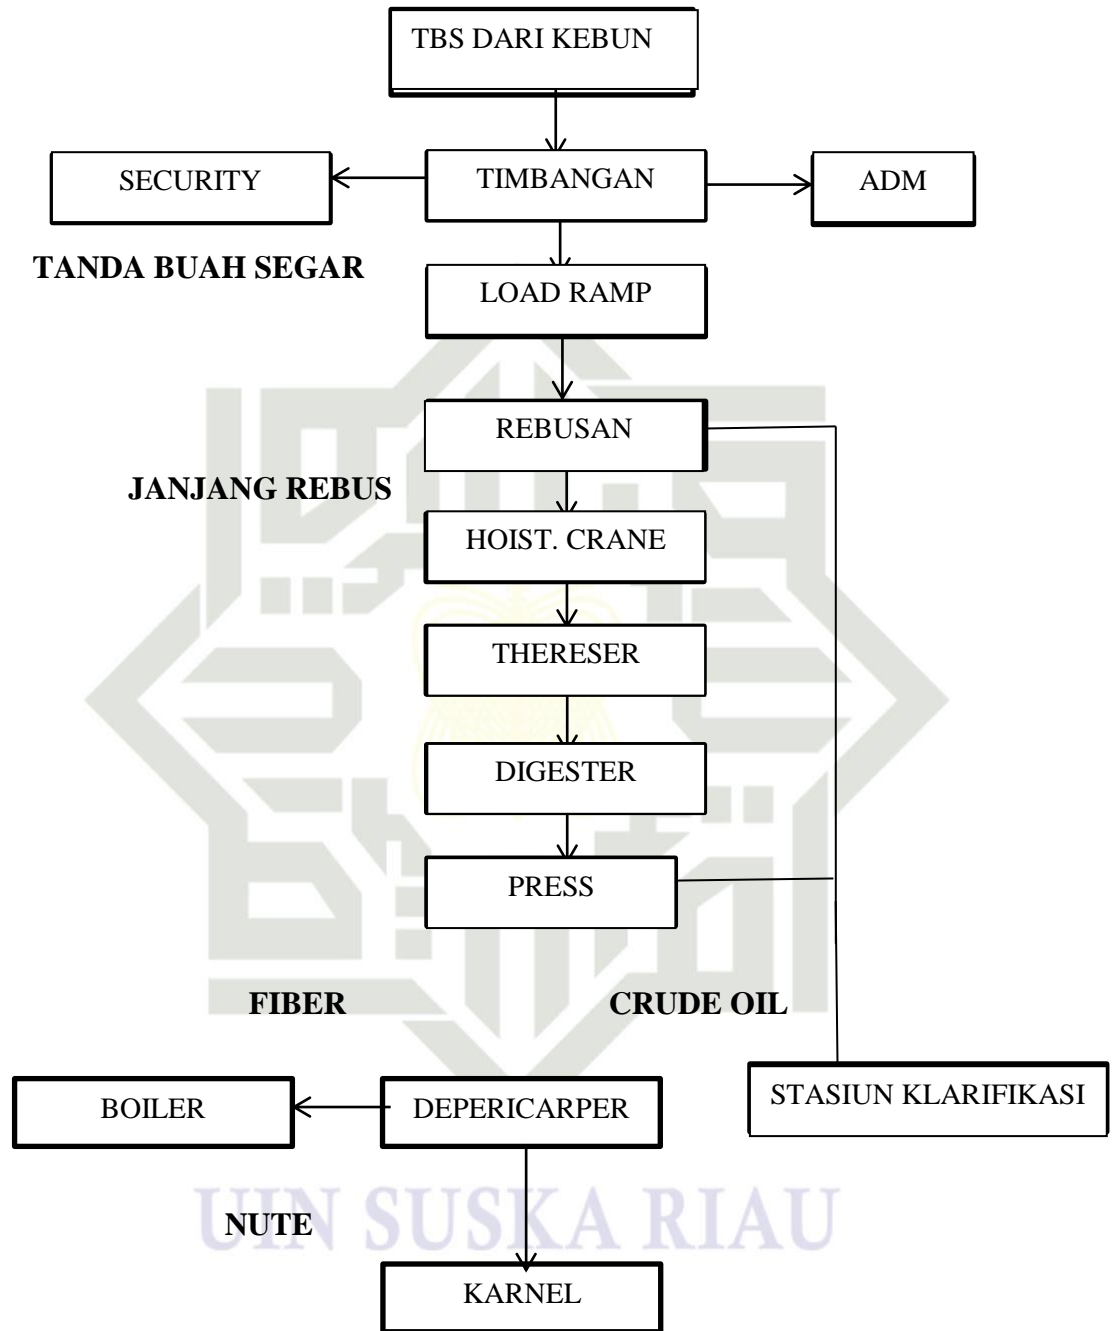 TBS DARI KEBUN
SECURITY
TIMBANGAN
ADM
TANDA BUAH SEGAR
LOAD RAMP
REBUSAN
JANJANG REBUS
HOIST. CRANE
THERESER
DIGESTER
PRESS
FIBER
CRUDE OIL
BOILER
DEPERICARPER
STASIUN KLARIFIKASI
UIN SUSKA RIAU
NUTE
KARNEL